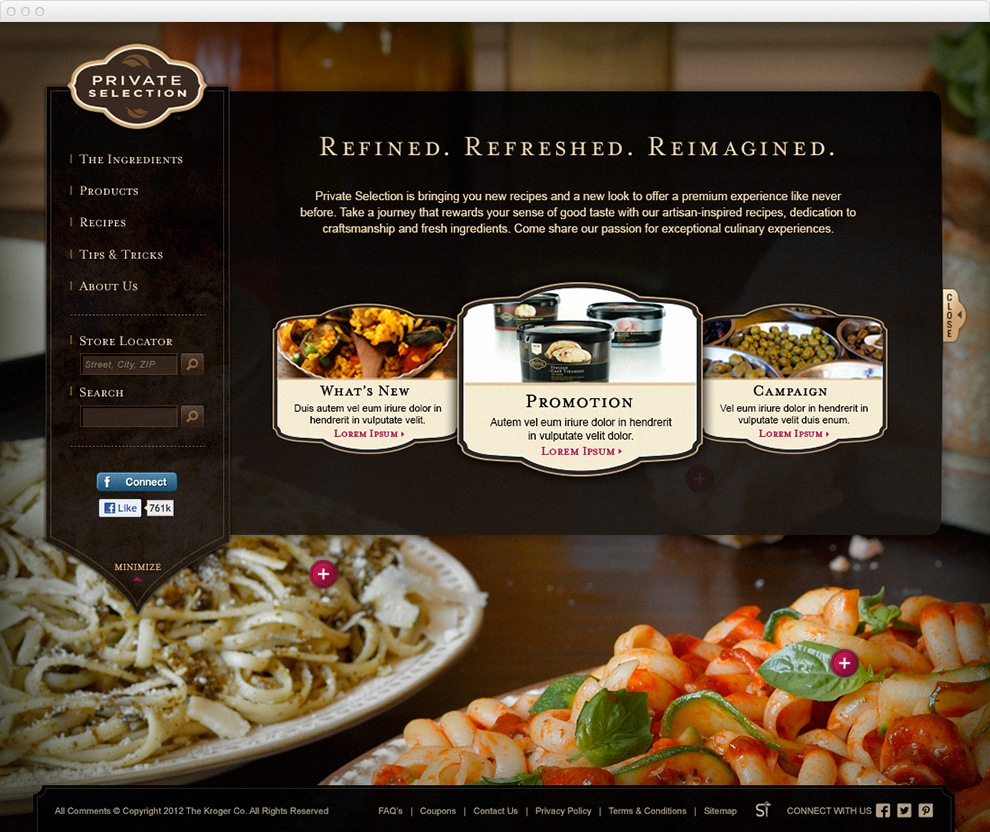 PRIVATE
SELECTION
The Ingredients
Products
Recipes
Tips & Tricks
About Us
Store Locator
Street, City, ZIP
Search
f Connect
Like 761k
MINIMIZE
Refined. Refreshed. Reimagined.
Private Selection is bringing you new recipes and a new look to offer a premium experience like never
before. Take a journey that rewards your sense of good taste with our artisan-inspired recipes, dedication to
craftsmanship and fresh ingredients. Come share our passion for exceptional culinary experiences.
What's New
Duis autem vel eum iriure dolor in
hendrerit in vulputate velit.
Lorem Ipsum
Promotion
Autem vel eum iriure dolor in hendrerit
in vulputate velit dolor.
Lorem Ipsum
Campaign
Vel eum iriure dolor in hendrerit in
vulputate velit duis enum.
Lorem Ipsum
CLOSE
All Comments © Copyright 2012 The Kroger Co. All Rights Reserved
FAQ's | Coupons | Contact Us | Privacy Policy | Terms & Conditions | Sitemap
Si
CONNECT WITH US